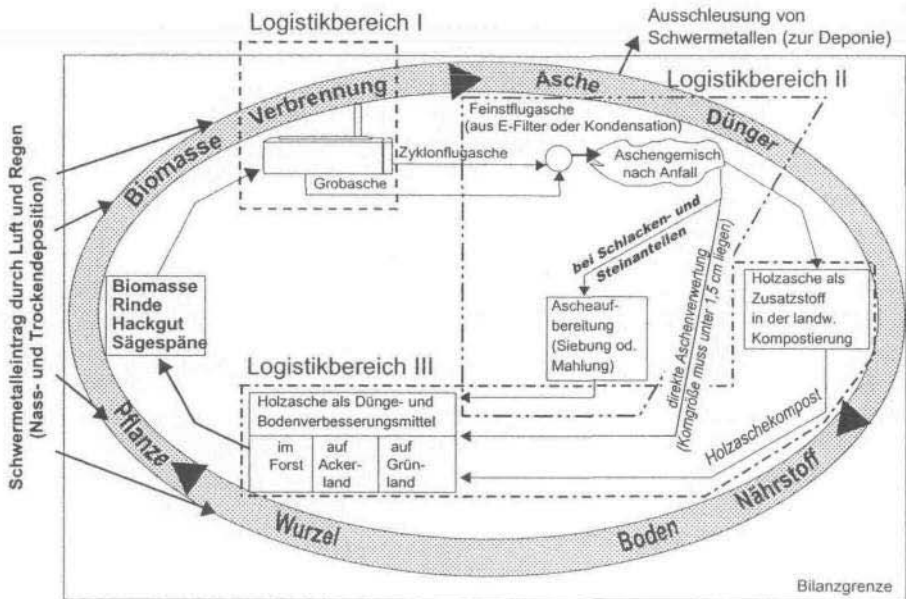 Logistikbereich I
Ausschleusung von
Schwermetallen (zur Deponie)
Verbrennung
Asche
Logistikbereich II
Feinstflugasche
(aus E-Filter oder Kondensation)
Dünger
Biomasse
Zyklonflugasche
Grobasche
Aschengemisch
nach Anfall
Schwermetalleintrag durch Luft und Regen
(Nass- und Trockendeposition)
bei Schlacken- und
Steinanteilen
direkte Aschenverwertung
(Korngröße muss unter 1,5 cm liegen)
Biomasse
Rinde
Hackgut
Sägespäne
Ascheauf-
bereitung
(Siebung od.
Mahlung)
Holzasche als
Zusatzstoff
in der landw.
Kompostierung
Logistikbereich III
Holzasche als Dünge- und
Bodenverbesserungsmittel
im
Forst
auf
Acker-
land
auf
Grün-
land
Holzaschekompost
Pflanze
Wurzel
Boden
Nährstoff
Bilanzgrenze